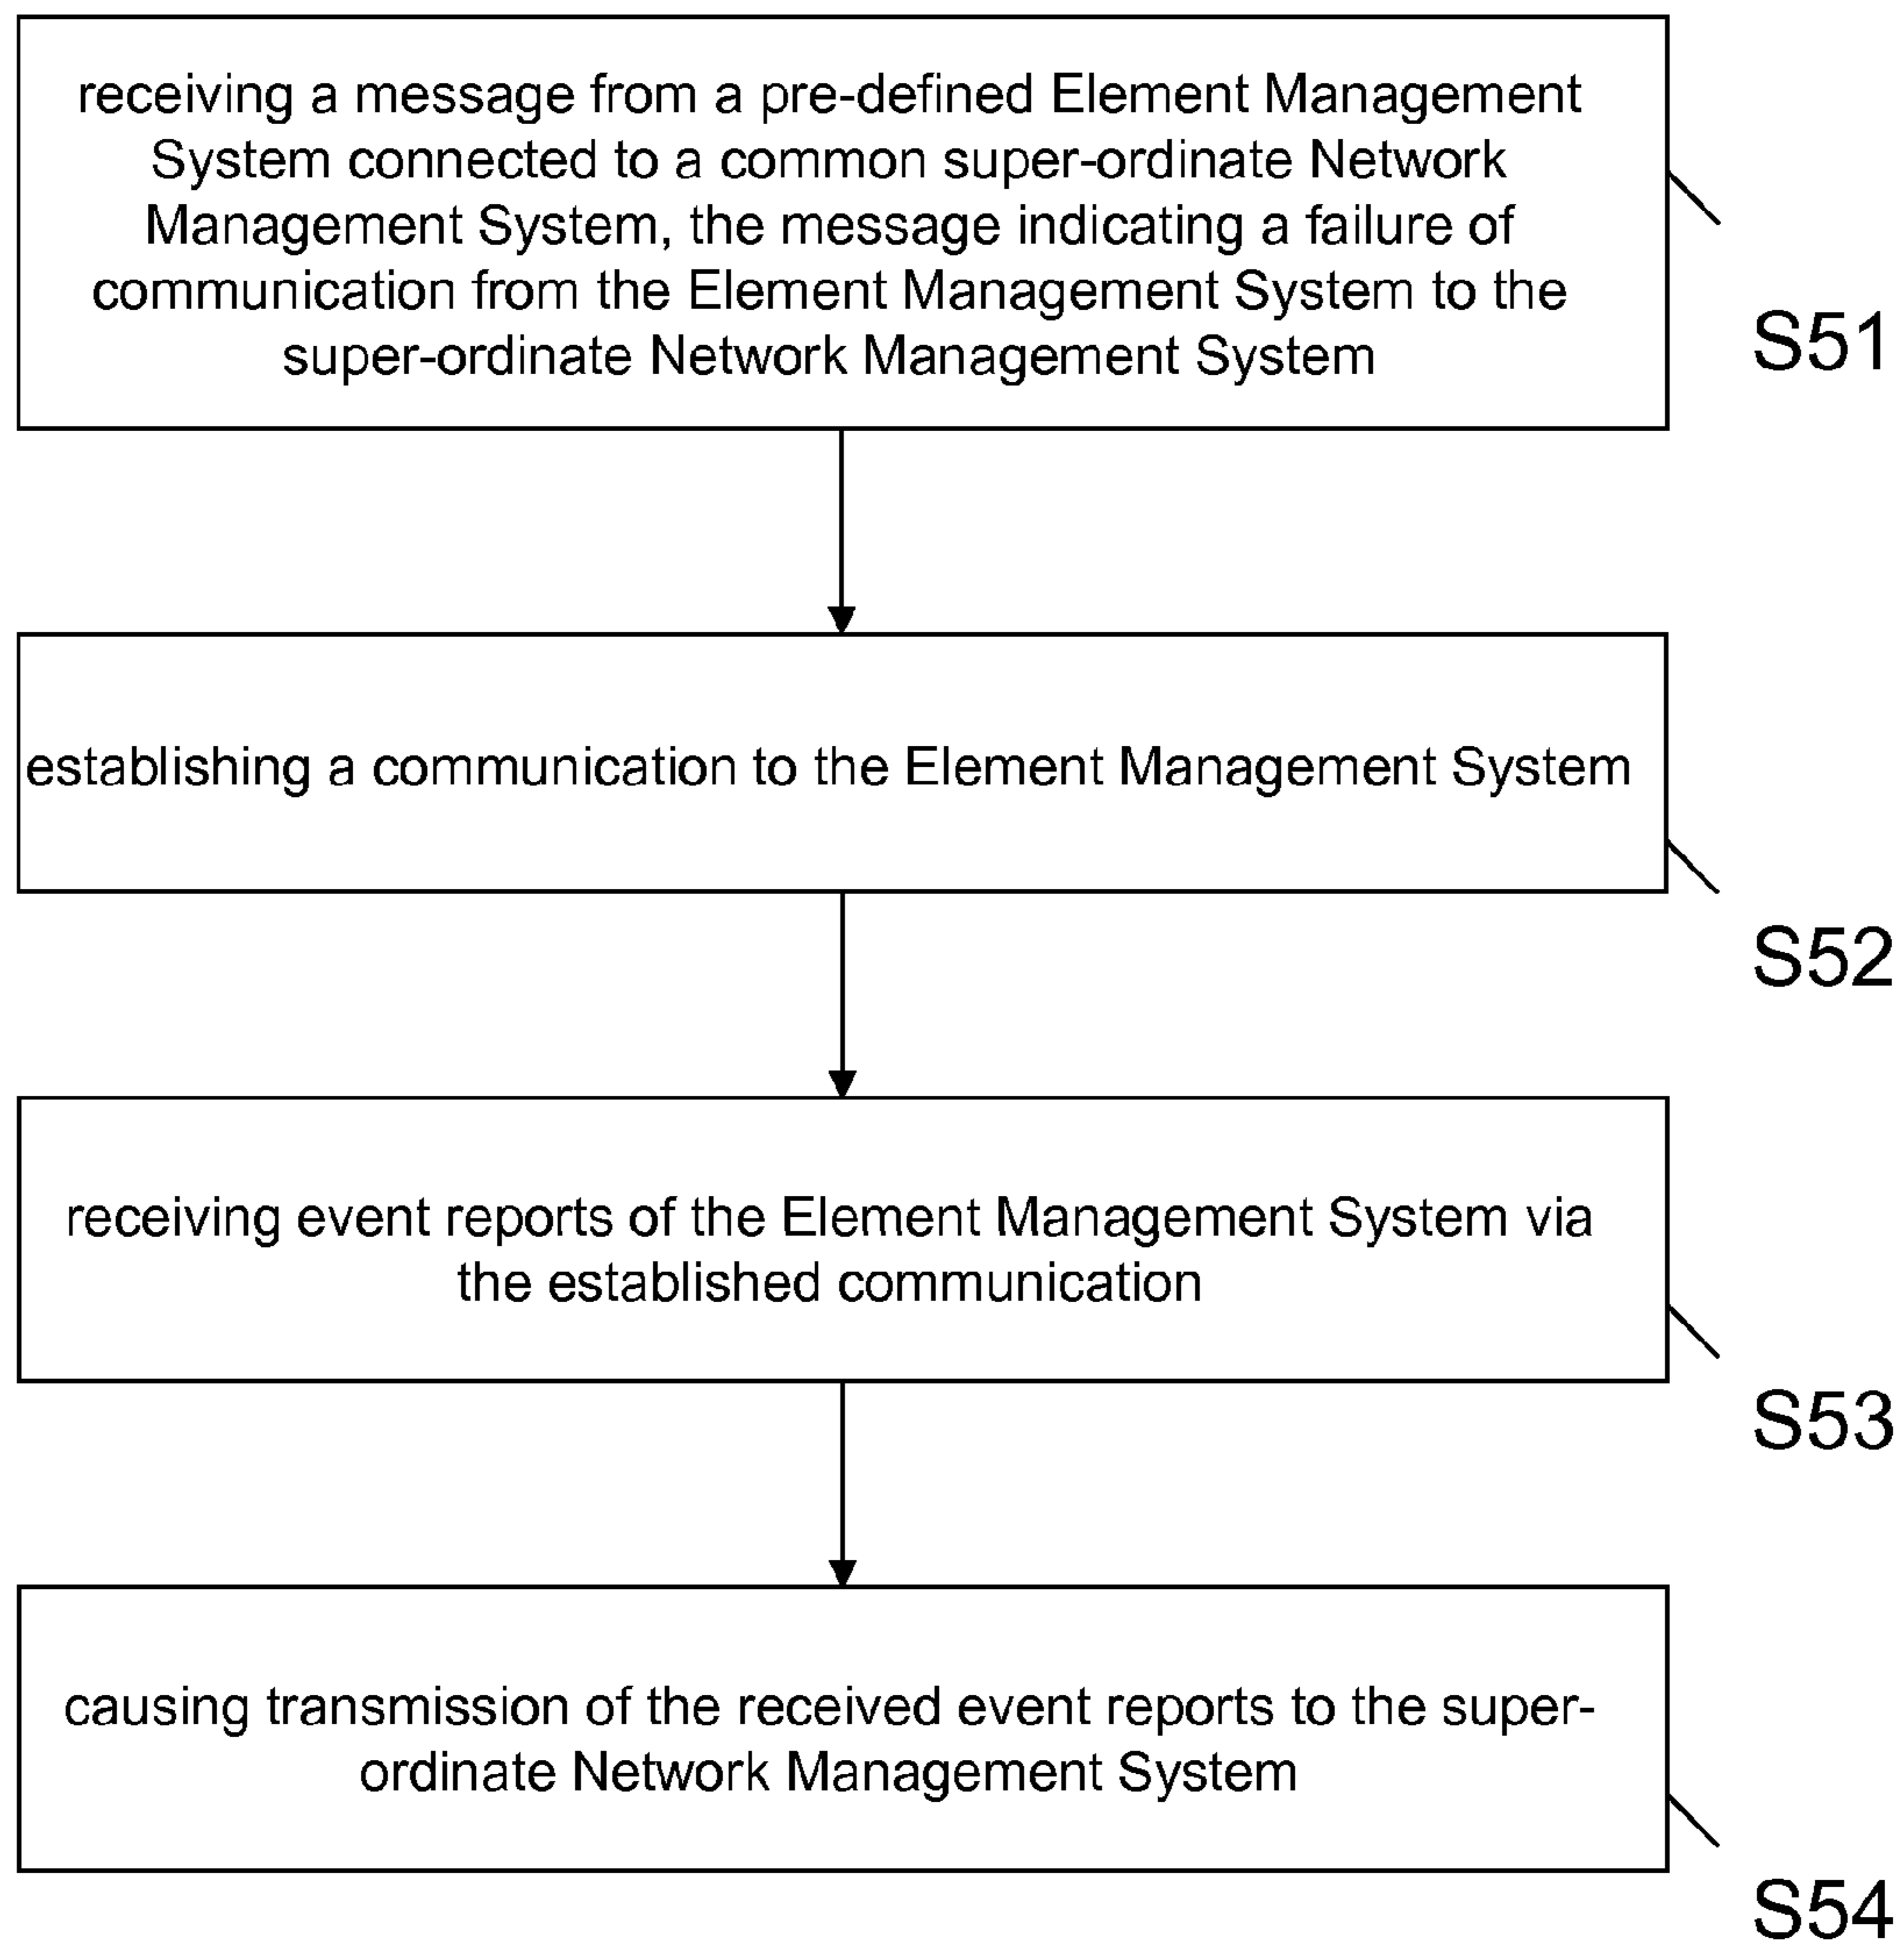 receiving a message from a pre-defined Element Management
System connected to a common super-ordinate Network
Management System, the message indicating a failure of
communication from the Element Management System to the
super-ordinate Network Management System
S51
establishing a communication to the Element Management System
S52
receiving event reports of the Element Management System via
the established communication
S53
causing transmission of the received event reports to the super-
ordinate Network Management System
S54